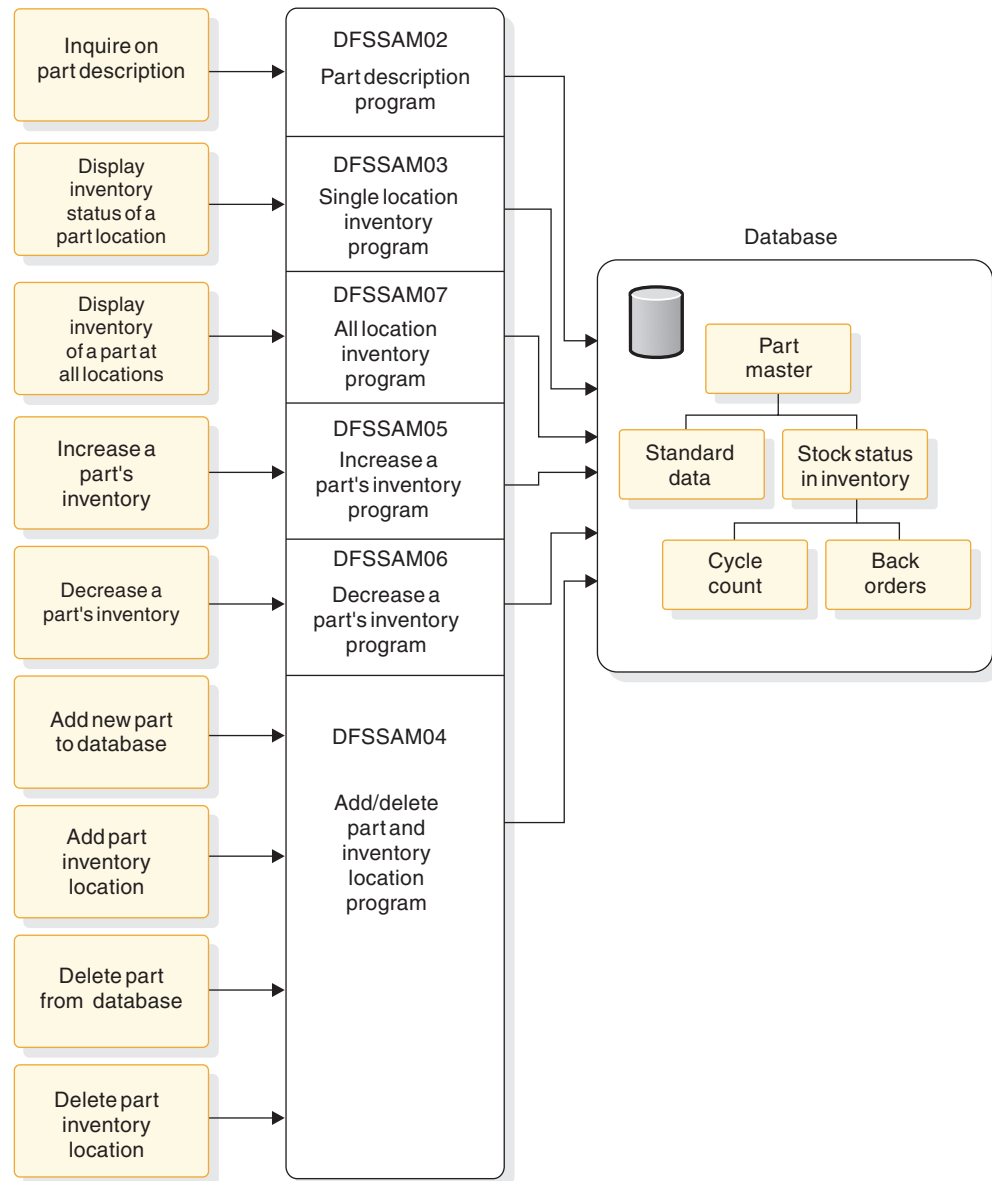 Inquire on
part description
Display
inventory
status of a
part location
Display
inventory
of a part at
all locations
Increase a
part's
inventory
Decrease a
part's inventory
Add new part
to database
Add part
inventory
location
Delete part
from database
Delete part
inventory
location
DFSSAM02
Part description
program
DFSSAM03
Single location
inventory
program
DFSSAM07
All location
inventory
program
DFSSAM05
Increase a
part's inventory
program
DFSSAM06
Decrease a
part's inventory
program
DFSSAM04
Add/delete
part and
inventory
location
program
Database
Part
master
Standard
data
Stock status
in inventory
Cycle
count
Back
orders